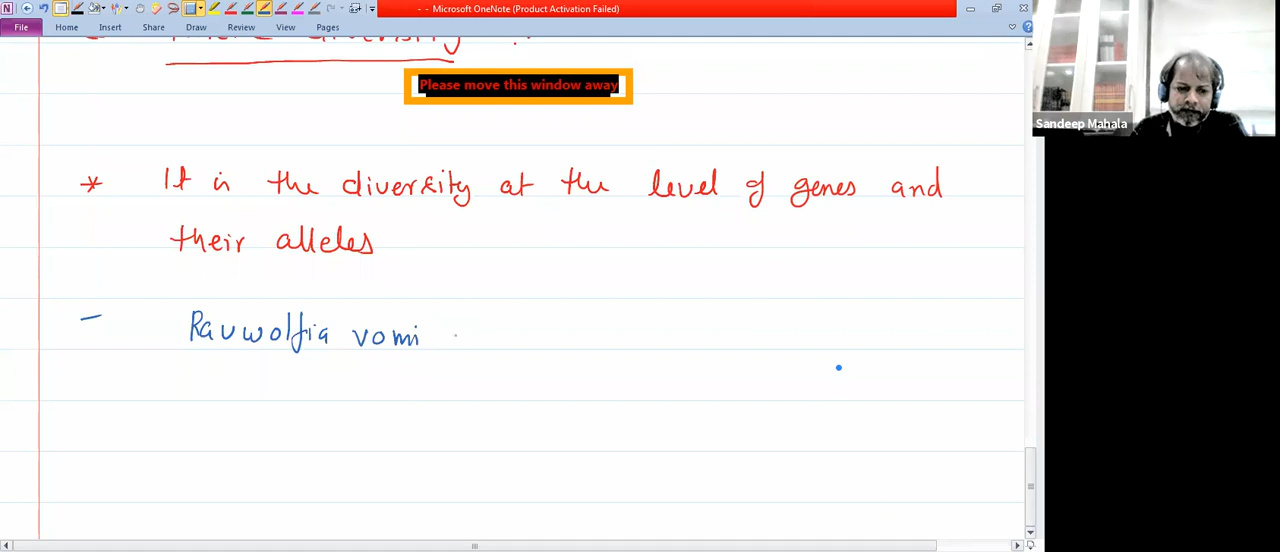 - - Microsoft OneNote (Product Activation Failed)
File Home Insert Share Draw Review View Pages
diversity :
Please move this window away
Sandeep Mahala
* It is the diversity at the level of genes and
their alleles
- Rauwolfia vomi